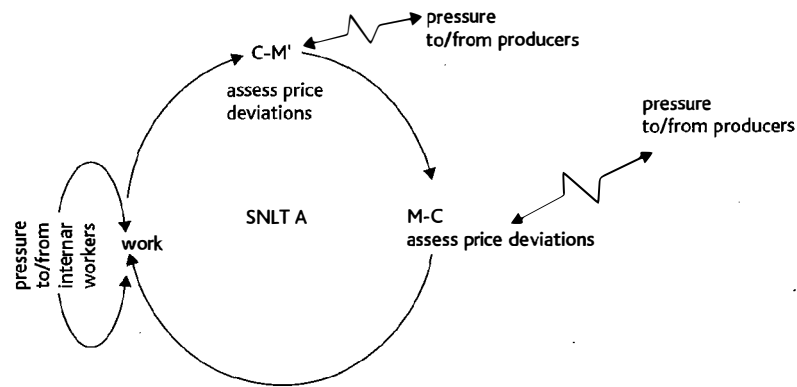 pressure
to/from producers
C-M'
assess price
deviations
pressure
to/from producers
SNLT A
M-C
assess price deviations
work
pressure
to/from
internar
workers